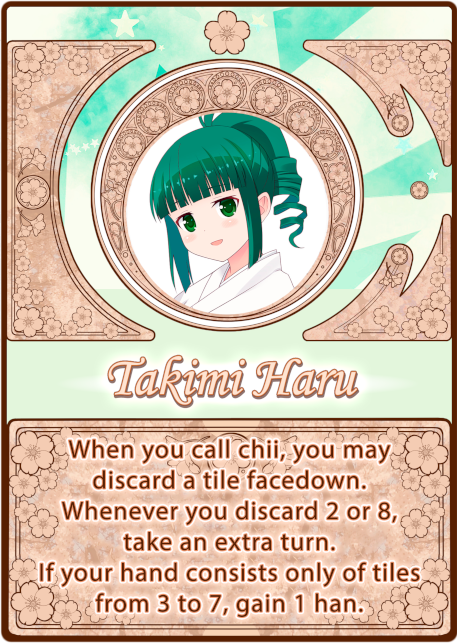 Takimi Haru
When you call chii, you may
discard a tile facedown.
Whenever you discard 2 or 8,
take an extra turn.
If your hand consists only of tiles
from 3 to 7, gain 1 han.